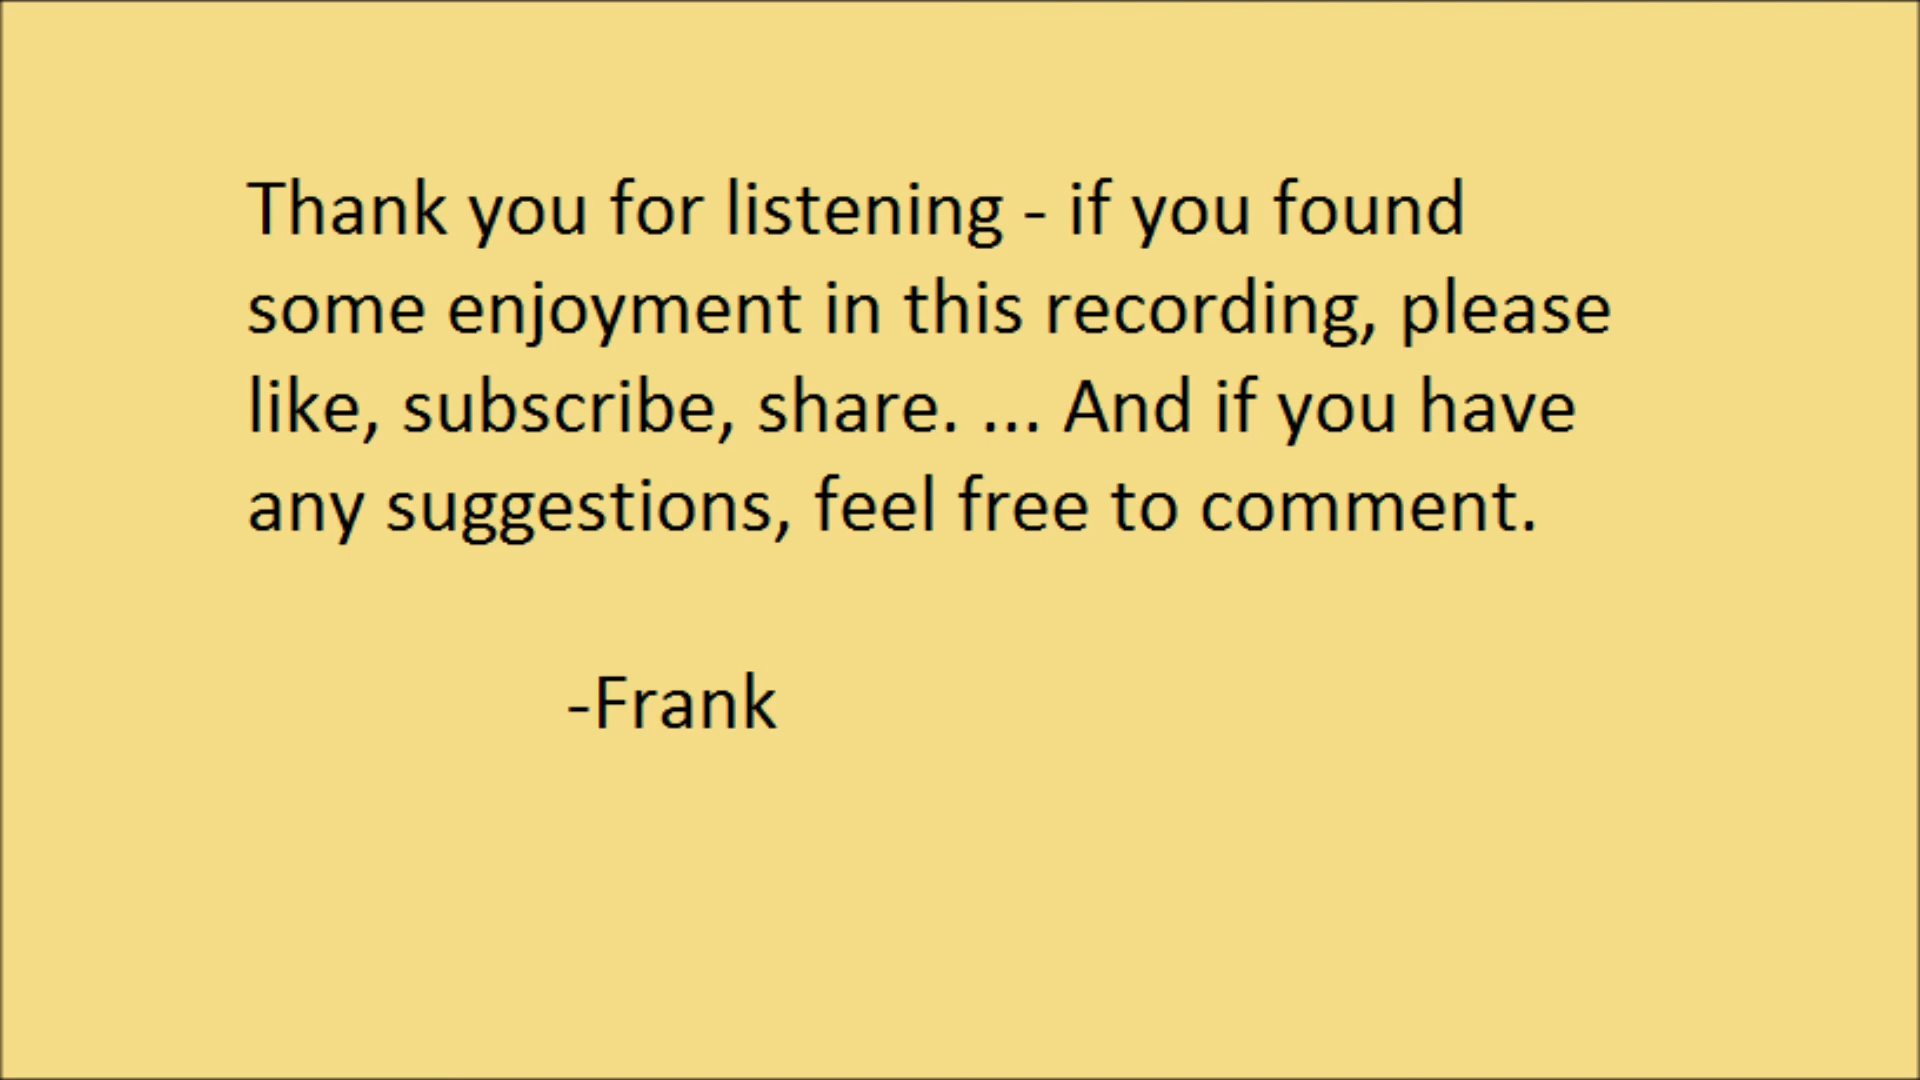 Thank you for listening - if you found
some enjoyment in this recording, please
like, subscribe, share. ... And if you have
any suggestions, feel free to comment.
-Frank